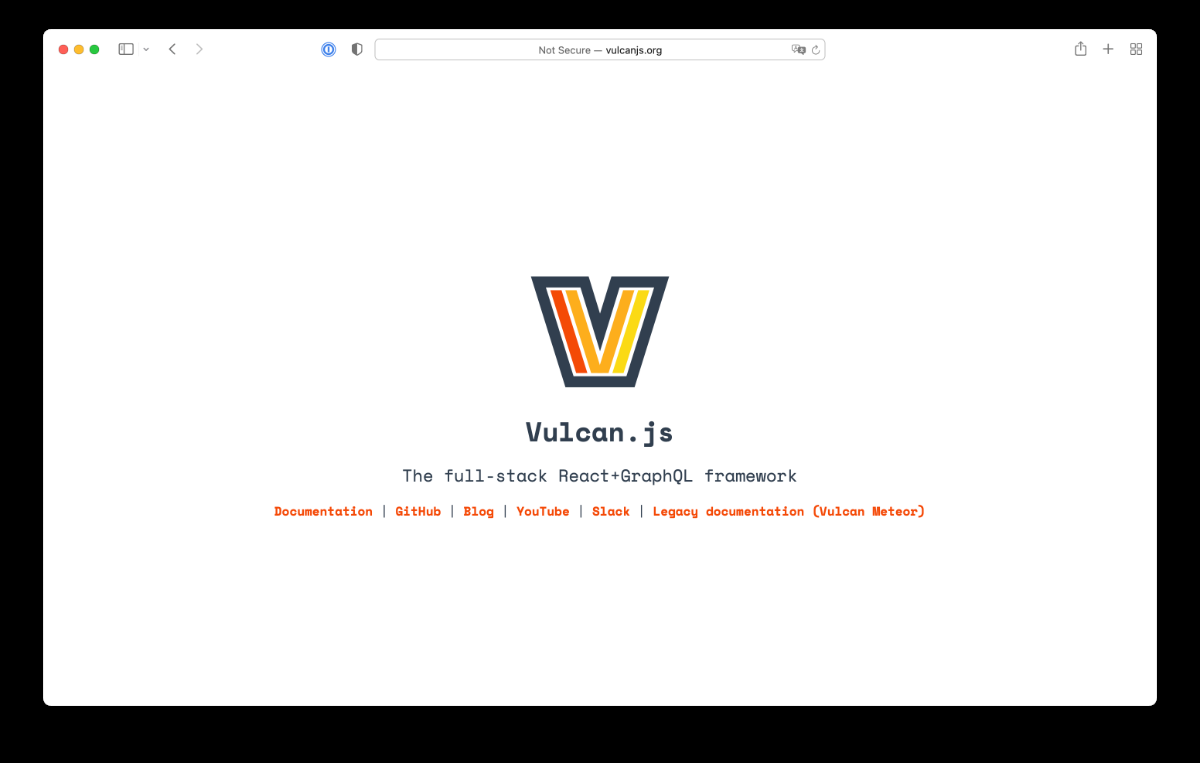 Not Secure — vulcanjs.org
V
Vulcan.js
The full-stack React+GraphQL framework
Documentation | GitHub | Blog | YouTube | Slack | Legacy documentation (Vulcan Meteor)